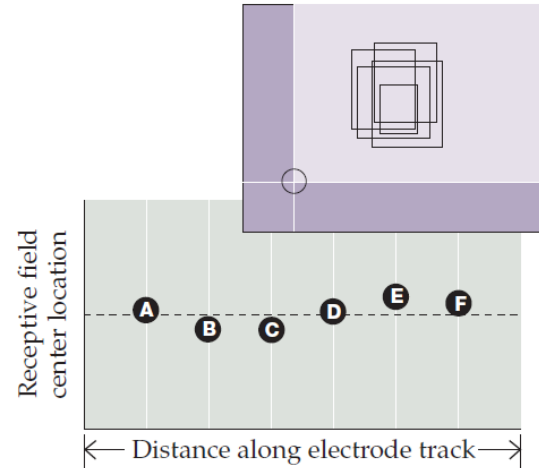 Receptive field
center location
A
B
C
D
E
F
Distance along electrode track